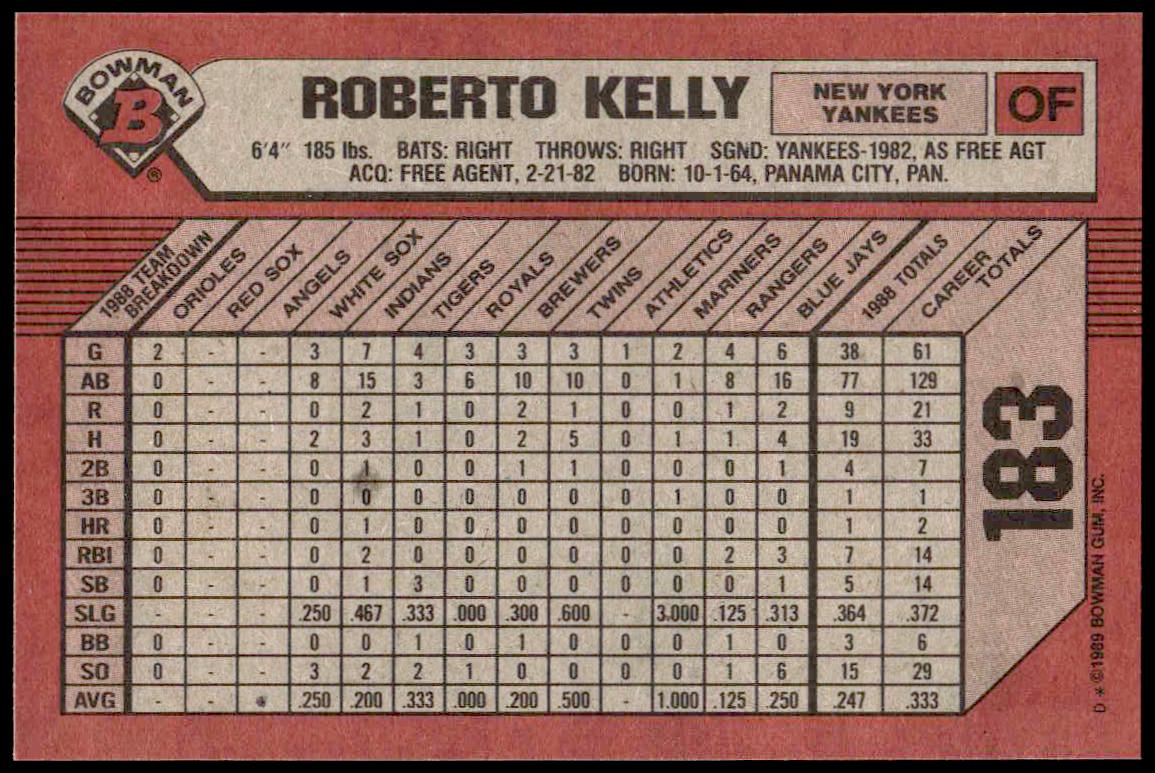 BOWMAN
B
®
ROBERTO KELLY
NEW YORK
YANKEES
OF
6'4" 185 lbs. BATS: RIGHT THROWS: RIGHT SGND: YANKEES-1982, AS FREE AGT
ACQ: FREE AGENT, 2-21-82 BORN: 10-1-64, PANAMA CITY, PAN.
1988 TEAM BREAKDOWN ORIOLES RED SOX ANGELS WHITE SOX INDIANS TIGERS ROYALS BREWERS TWINS ATHLETICS MARINERS RANGERS BLUE JAYS 1988 TOTALS CAREER TOTALS
G 2 - - 3 7 4 3 3 3 1 2 4 6 38 61
AB 0 - - 8 15 3 6 10 10 0 1 8 16 77 129
R 0 - - 0 2 1 0 2 1 0 0 1 2 9 21
H 0 - - 2 3 1 0 2 5 0 1 1 4 19 33
2B 0 - - 0 1 0 0 1 1 0 0 0 1 4 7
3B 0 - - 0 0 0 0 0 0 0 1 0 0 1 1
HR 0 - - 0 1 0 0 0 0 0 0 0 0 1 2
RBI 0 - - 0 2 0 0 0 0 0 0 2 3 7 14
SB 0 - - 0 1 3 0 0 0 0 0 0 1 5 14
SLG - - - .250 .467 .333 .000 .300 .600 - 3.000 .125 .313 .364 .372
BB 0 - - 0 0 1 0 1 0 0 0 1 0 3 6
SO 0 - - 3 2 2 1 0 0 0 0 1 6 15 29
AVG - - - .250 .200 .333 .000 .200 .500 - 1.000 .125 .250 .247 .333
183
D * ©1989 BOWMAN GUM, INC.